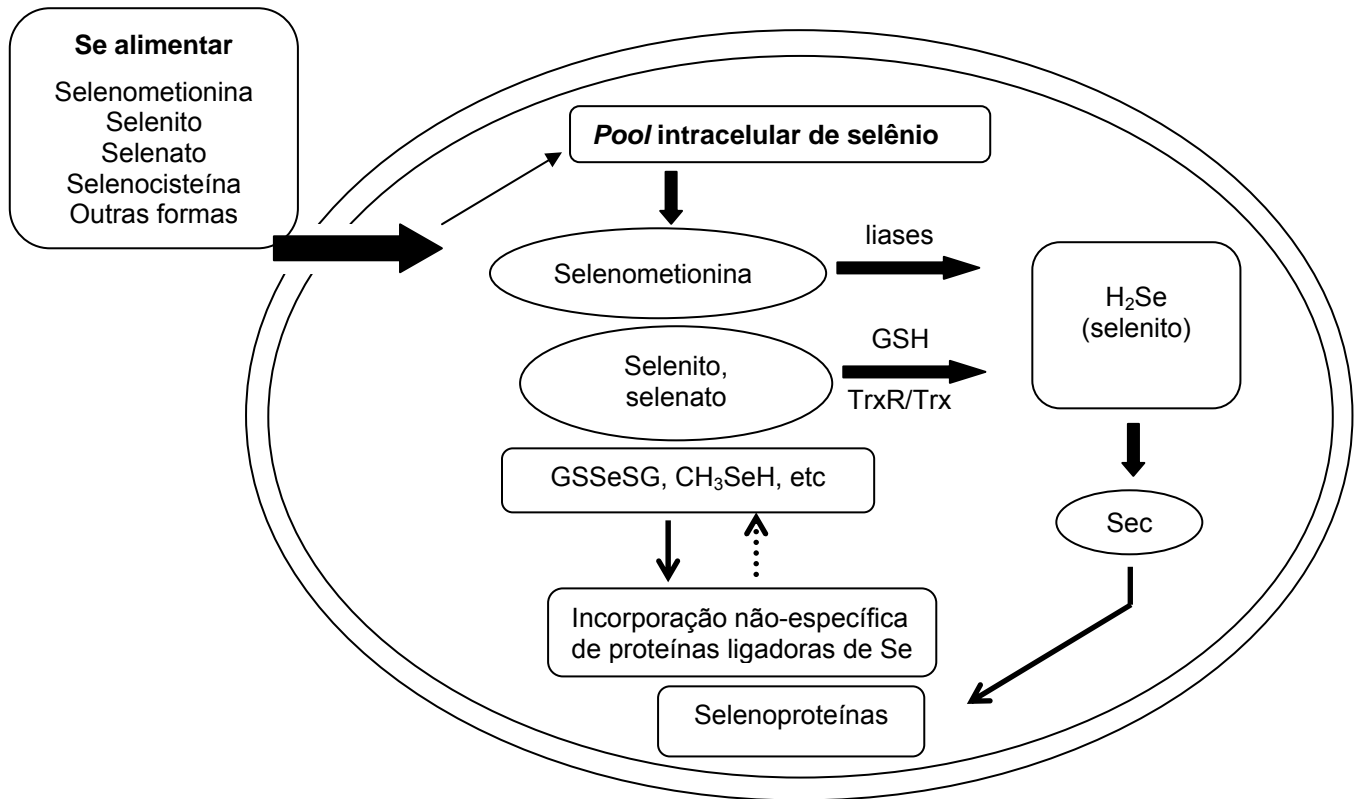 Se alimentar
Selenometionina
Selenito
Selenato
Selenocisteína
Outras formas
Pool intracelular de selênio
Selenometionina
liases
H₂Se
(selenito)
Selenito,
selenato
GSH
TrxR/Trx
GSSeSG, CH₃SeH, etc
Sec
Incorporação não-específica
de proteínas ligadoras de Se
Selenoproteínas